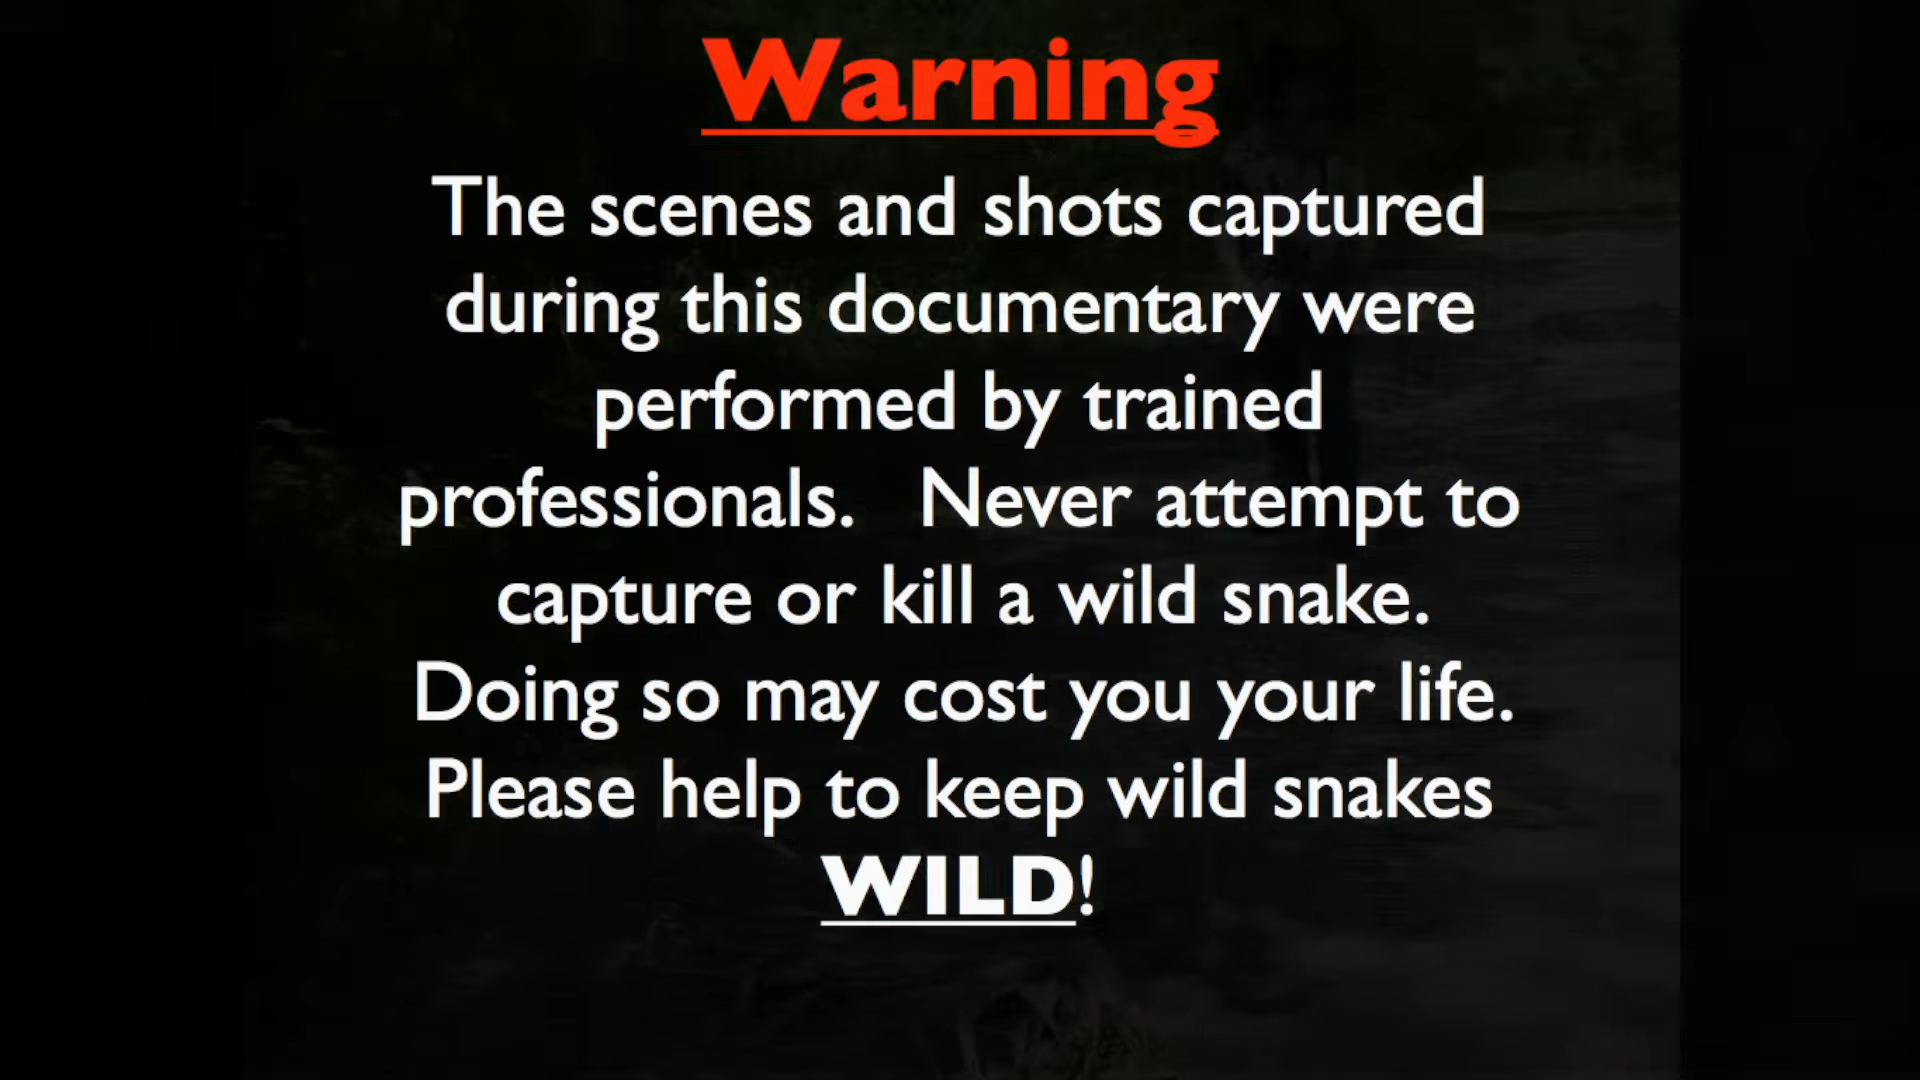 Warning
The scenes and shots captured
during this documentary were
performed by trained
professionals.   Never attempt to
capture or kill a wild snake.
Doing so may cost you your life.
Please help to keep wild snakes
WILD!